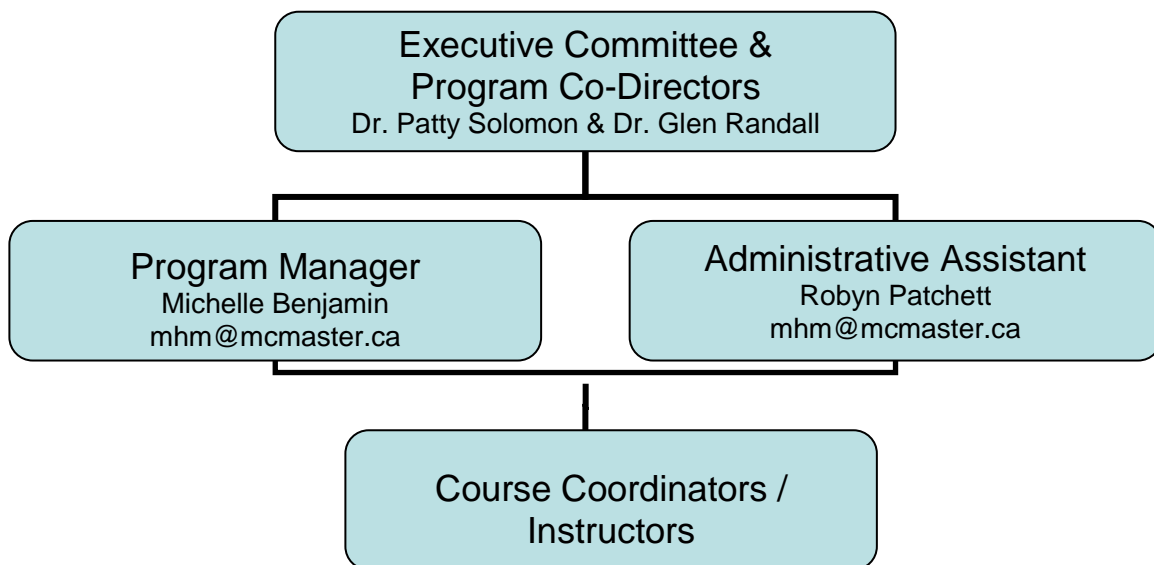 Executive Committee &
Program Co-Directors
Dr. Patty Solomon & Dr. Glen Randall
Program Manager
Michelle Benjamin
mhm@mcmaster.ca
Administrative Assistant
Robyn Patchett
mhm@mcmaster.ca
Course Coordinators /
Instructors